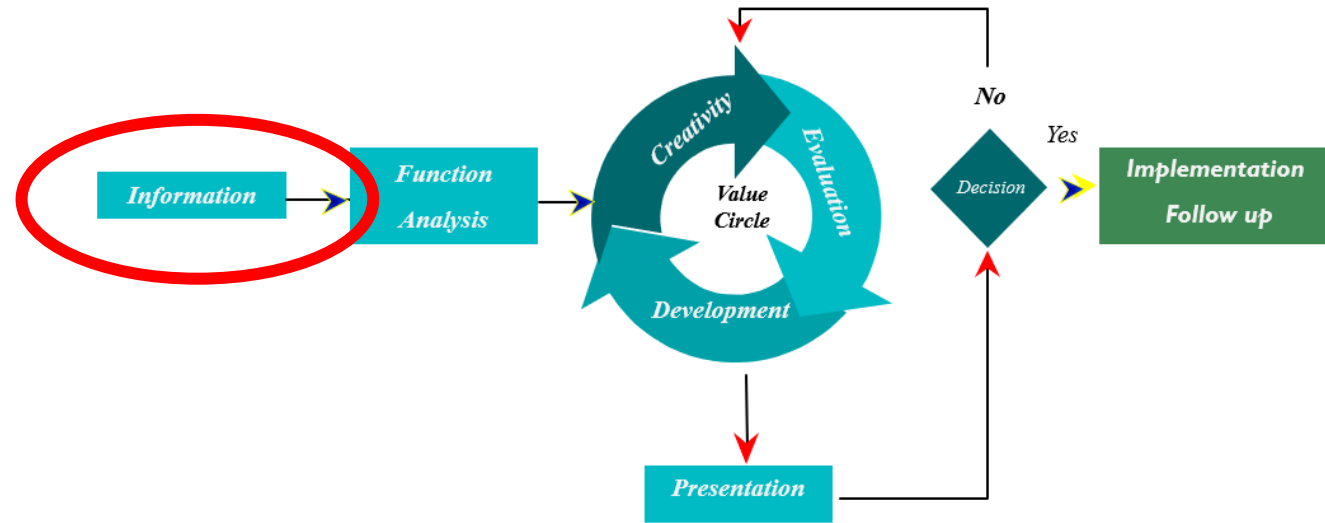 Information
Function
Analysis
Creativity
Evaluation
Development
Value
Circle
Presentation
Decision
No
Yes
Implementation
Follow up